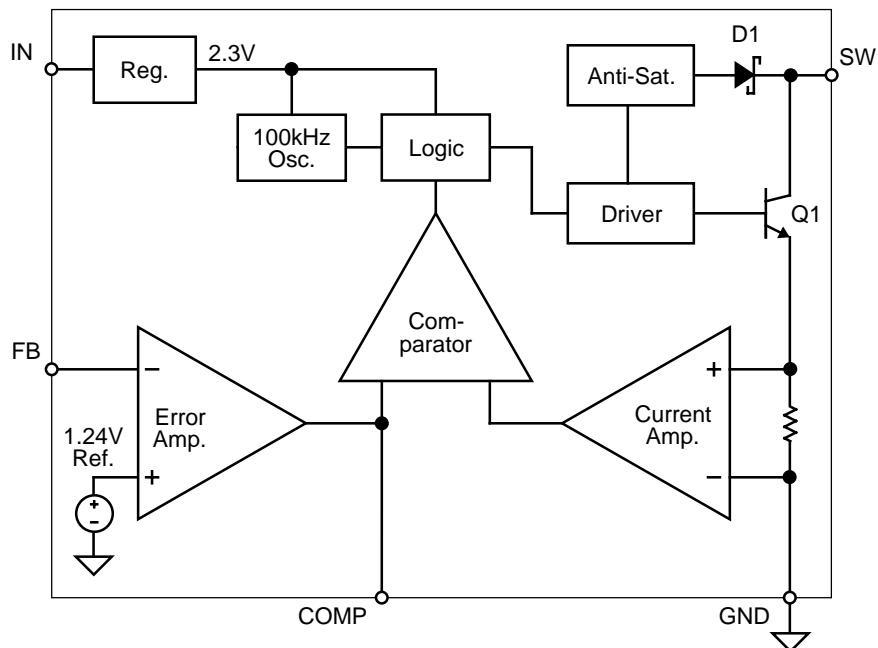 IN
Reg.
2.3V
Anti-Sat.
D1
SW
100kHz
Osc.
Logic
Driver
Q1
Com-
parator
FB
−
Error
Amp.
1.24V
Ref.
+
+
−
+
Current
Amp.
−
COMP
GND